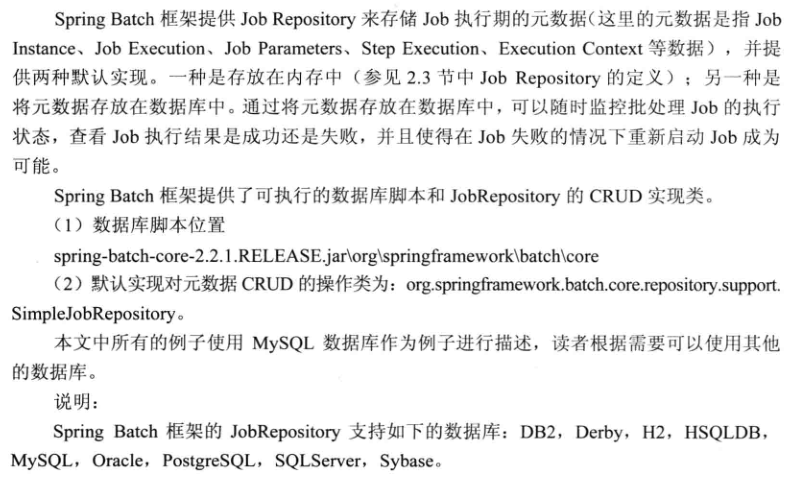 Spring Batch 框架提供 Job Repository 来存储 Job 执行期的元数据（这里的元数据是指 Job
Instance、Job Execution、Job Parameters、Step Execution、Execution Context 等数据），并提
供两种默认实现。一种是存放在内存中（参见 2.3 节中 Job Repository 的定义）；另一种是
将元数据存放在数据库中。通过将元数据存放在数据库中，可以随时监控批处理 Job 的执行
状态，查看 Job 执行结果是成功还是失败，并且使得在 Job 失败的情况下重新启动 Job 成为
可能。
Spring Batch 框架提供了可执行的数据库脚本和 JobRepository 的 CRUD 实现类。
（1）数据库脚本位置
spring-batch-core-2.2.1.RELEASE.jar\org\springframework\batch\core
（2）默认实现对元数据 CRUD 的操作类为：org.springframework.batch.core.repository.support.
SimpleJobRepository。
本文中所有的例子使用 MySQL 数据库作为例子进行描述，读者根据需要可以使用其他
的数据库。
说明：
Spring Batch 框架的 JobRepository 支持如下的数据库：DB2，Derby，H2，HSQLDB，
MySQL，Oracle，PostgreSQL，SQLServer，Sybase。